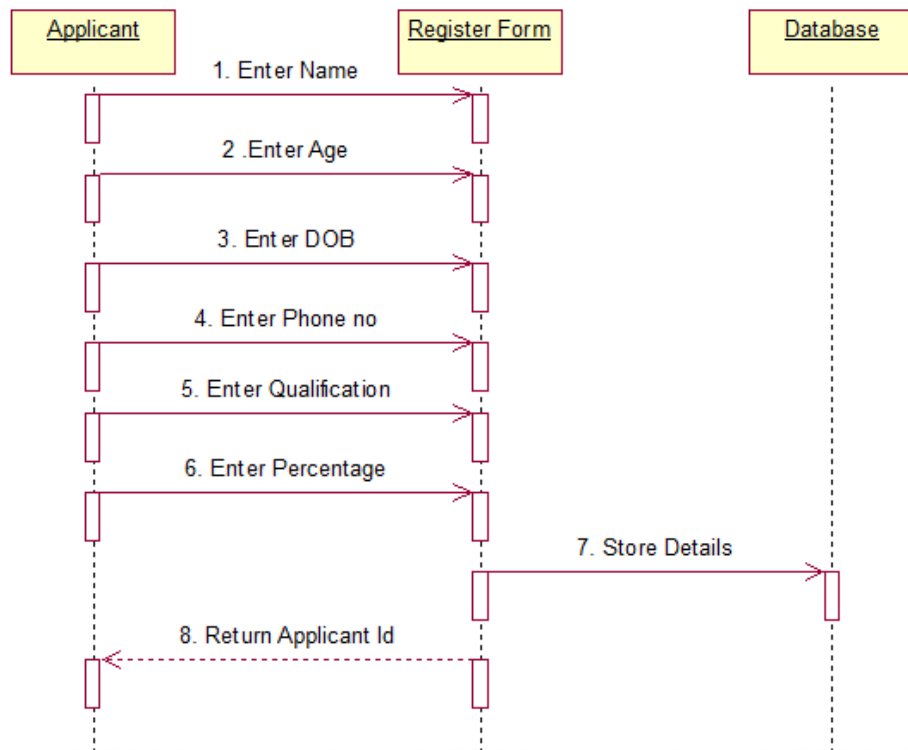 Applicant
Register Form
Database
1. Enter Name
2 .Enter Age
3. Enter DOB
4. Enter Phone no
5. Enter Qualification
6. Enter Percentage
7. Store Details
8. Return Applicant Id